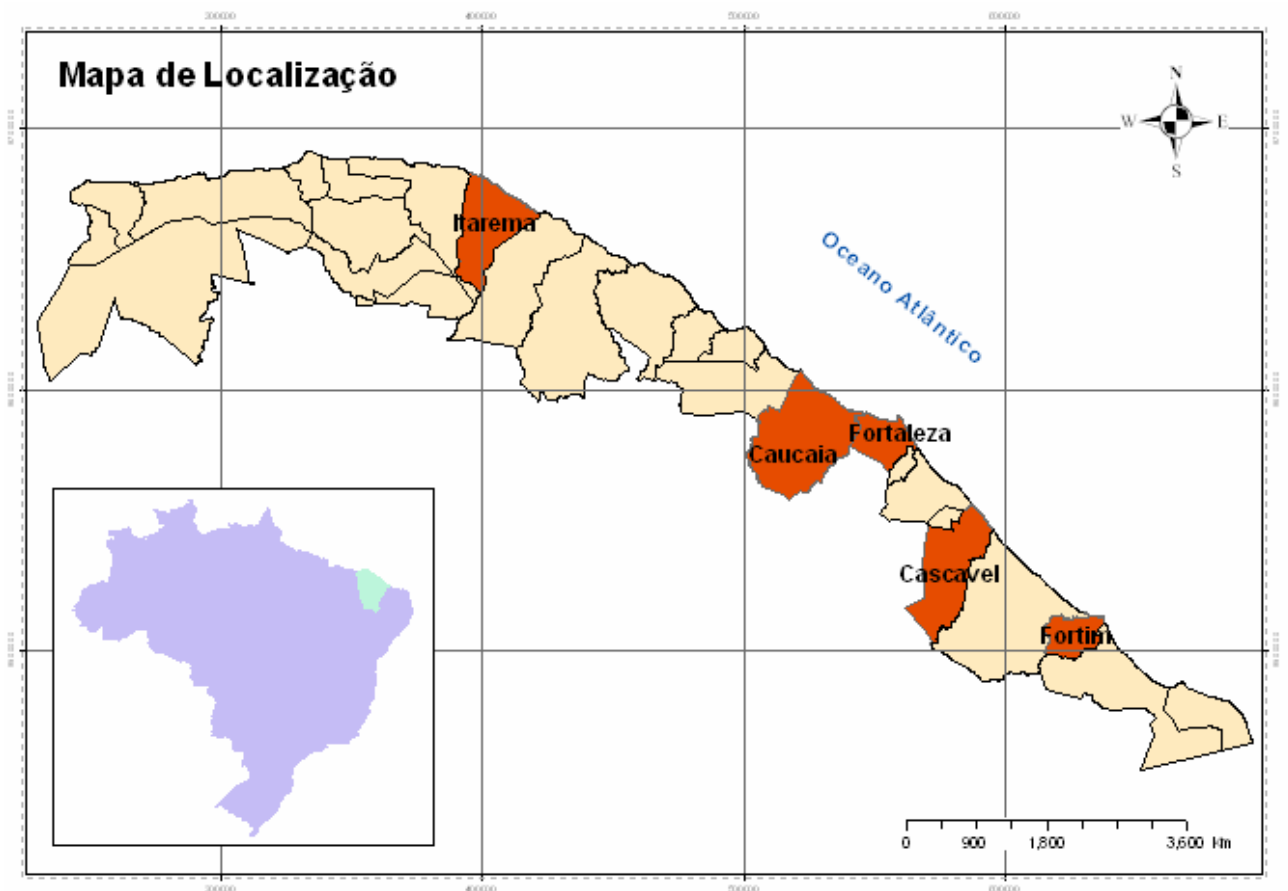 Mapa de Localização
N
W E
S
Itarema
Oceano Atlântico
Fortaleza
Caucaia
Cascavel
Fortim
0 900 1,800 3,600 Km